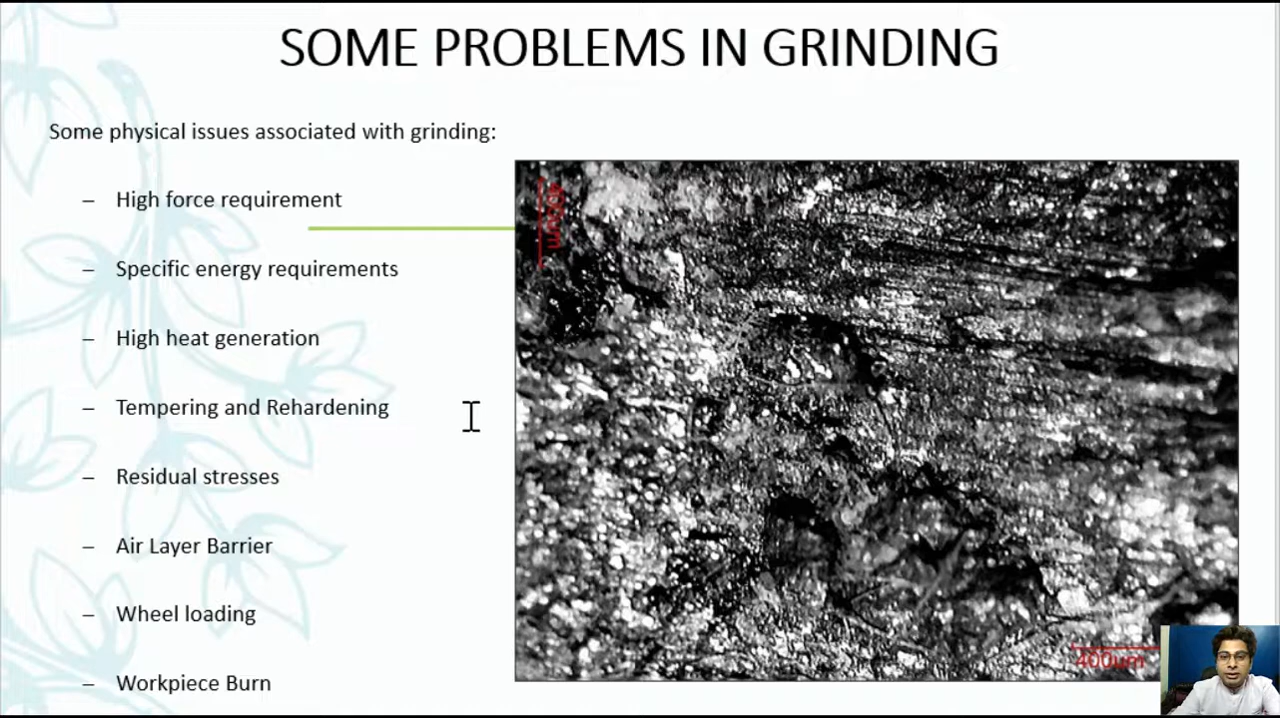 SOME PROBLEMS IN GRINDING
Some physical issues associated with grinding:
– High force requirement
– Specific energy requirements
– High heat generation
– Tempering and Rehardening
– Residual stresses
– Air Layer Barrier
– Wheel loading
– Workpiece Burn
400um
400um